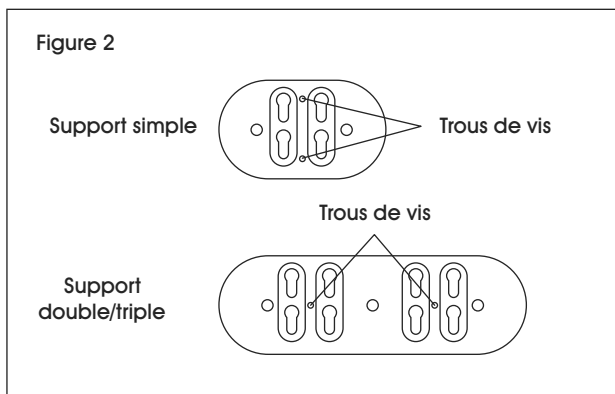 Figure 2
Support simple
Trous de vis
Trous de vis
Support
double/triple